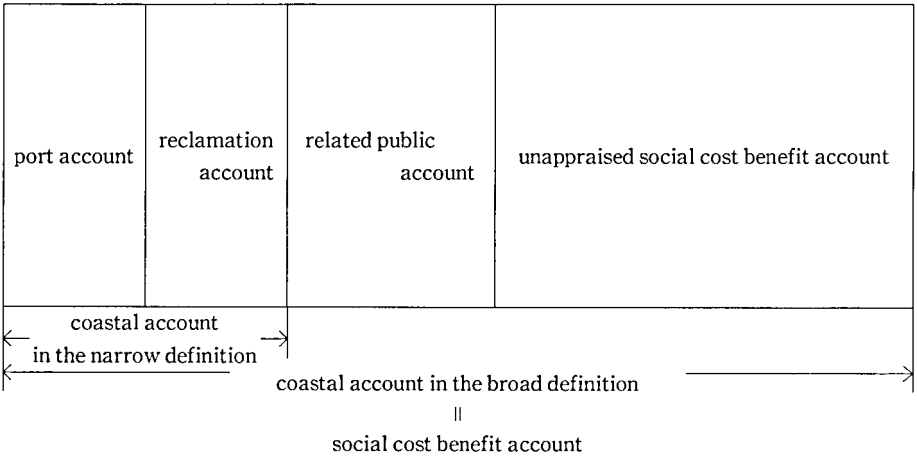 port account
reclamation
account
related public
account
unappraised social cost benefit account
coastal account
in the narrow definition
coastal account in the broad definition
||
social cost benefit account